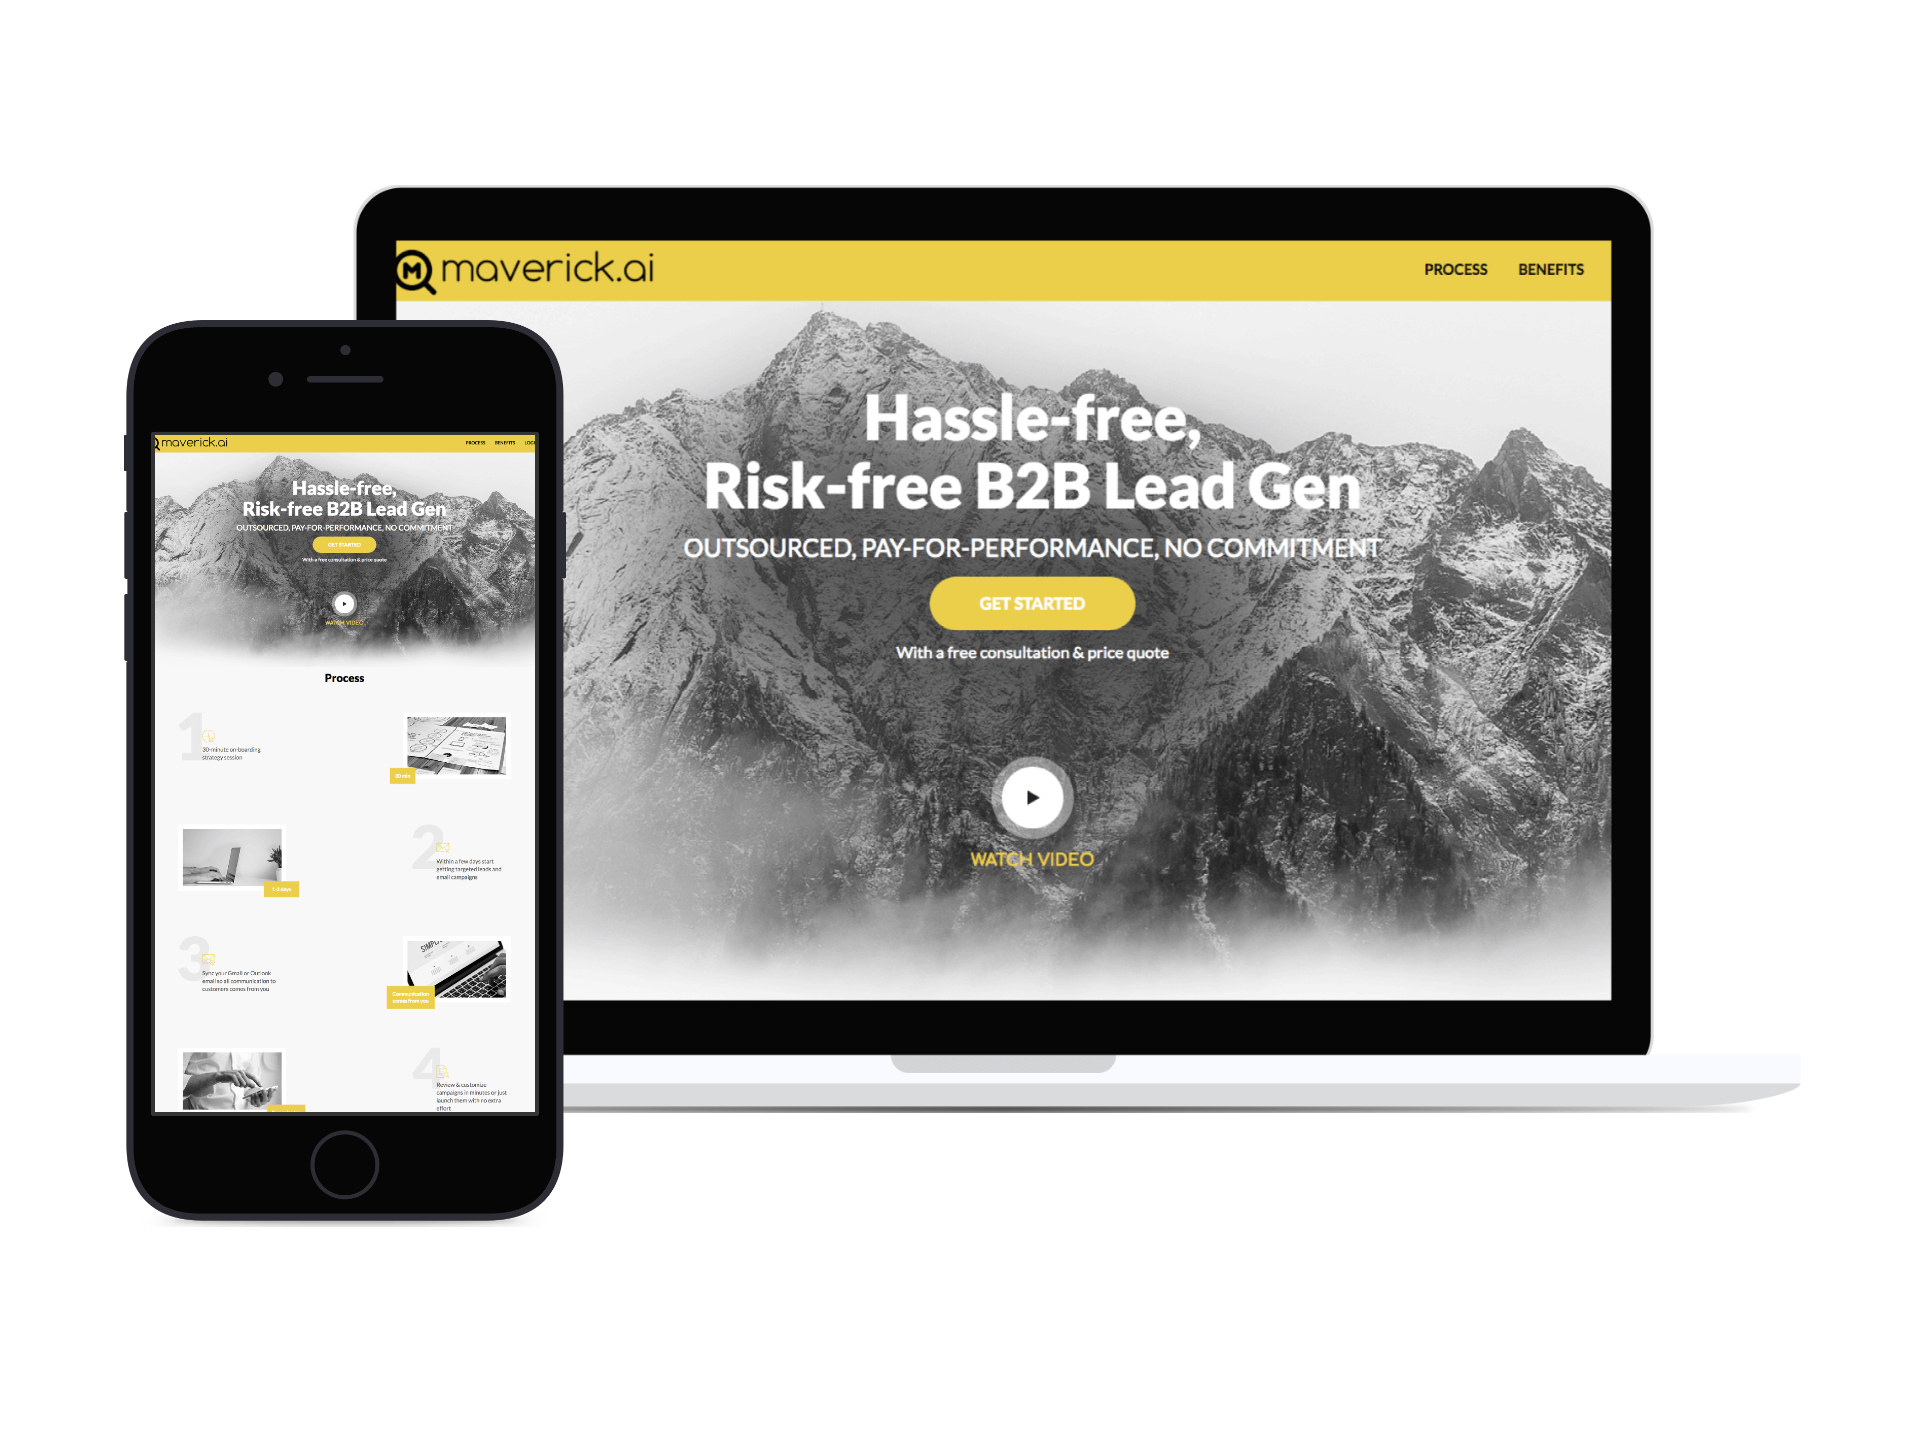 maverick.ai
PROCESS BENEFITS
Hassle-free,
Risk-free B2B Lead Gen
OUTSOURCED, PAY-FOR-PERFORMANCE, NO COMMITMENT
GET STARTED
With a free consultation & price quote
WATCH VIDEO
maverick.ai
PROCESS BENEFITS
Hassle-free,
Risk-free B2B Lead Gen
OUTSOURCED, PAY-FOR-PERFORMANCE, NO COMMITMENT
GET STARTED
With a free consultation & price quote
WATCH VIDEO
Process
1
30-minute on-boarding
strategy session
30 min
2
Within a few days start
getting targeted leads and
email campaigns
1-2 days
3
Sync your Gmail or Outlook
email so all communication to
customers comes from you
Communication
comes from you
4
Review & customize
campaigns in minutes or just
launch them with no extra
effort